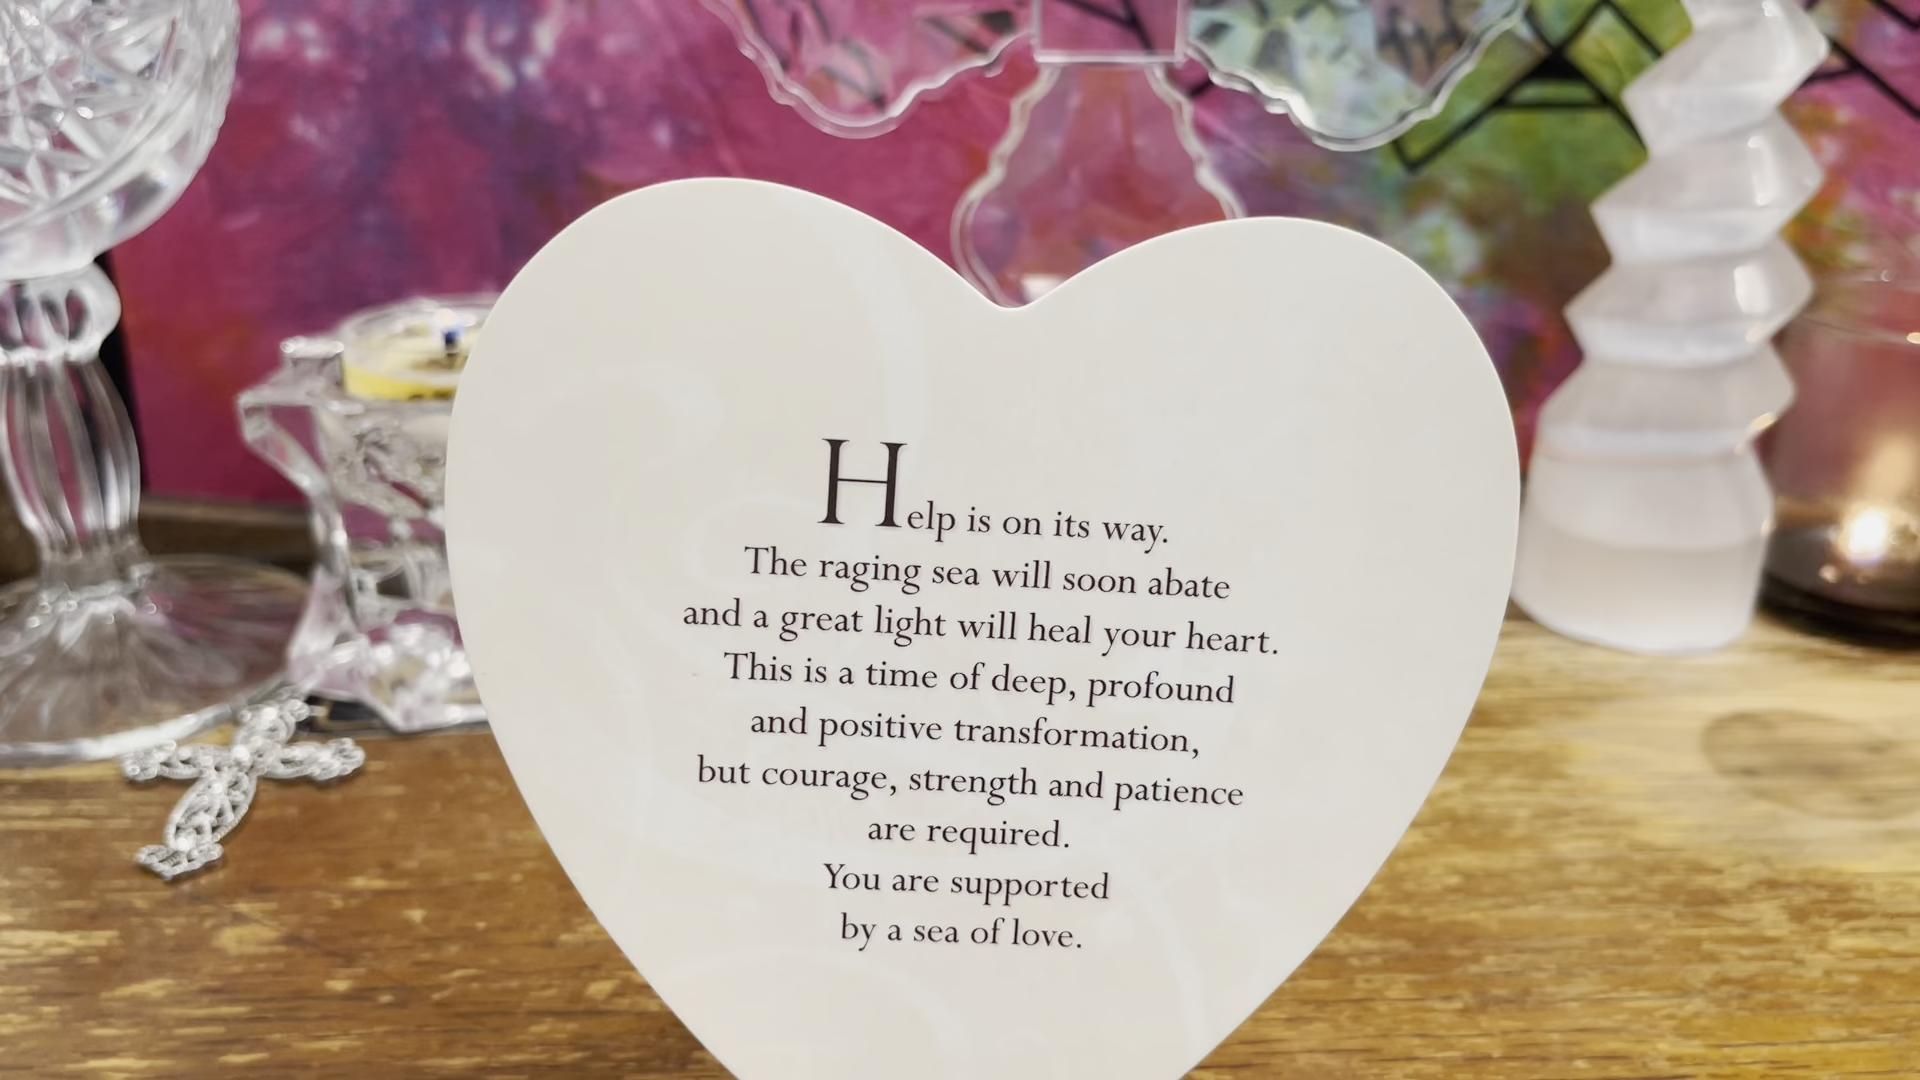 Help is on its way.
The raging sea will soon abate
and a great light will heal your heart.
This is a time of deep, profound
and positive transformation,
but courage, strength and patience
are required.
You are supported
by a sea of love.